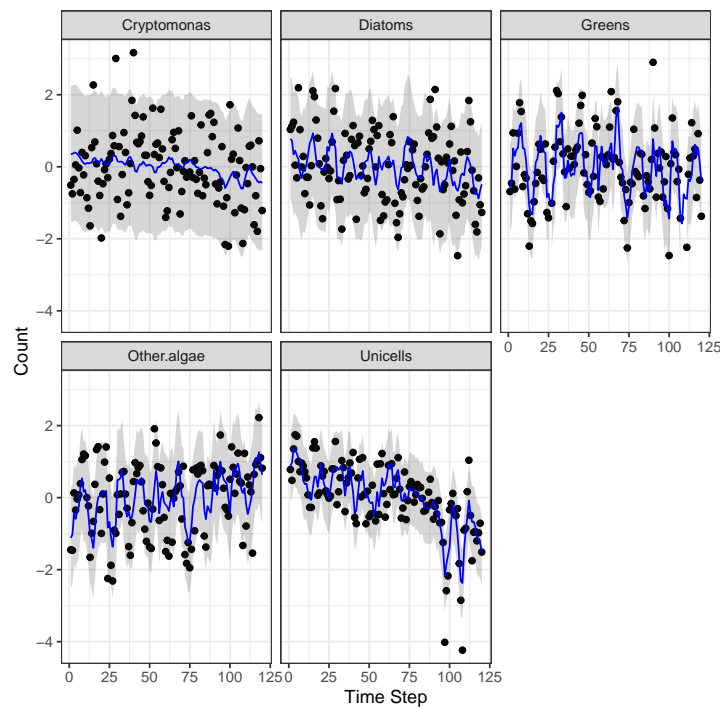 Cryptomonas Diatoms Greens
2
0
−2
−4
0 25 50 75 100 125
Other.algae Unicells
2
0
−2
−4
0 25 50 75 100 125 0 25 50 75 100 125
Count
Time Step